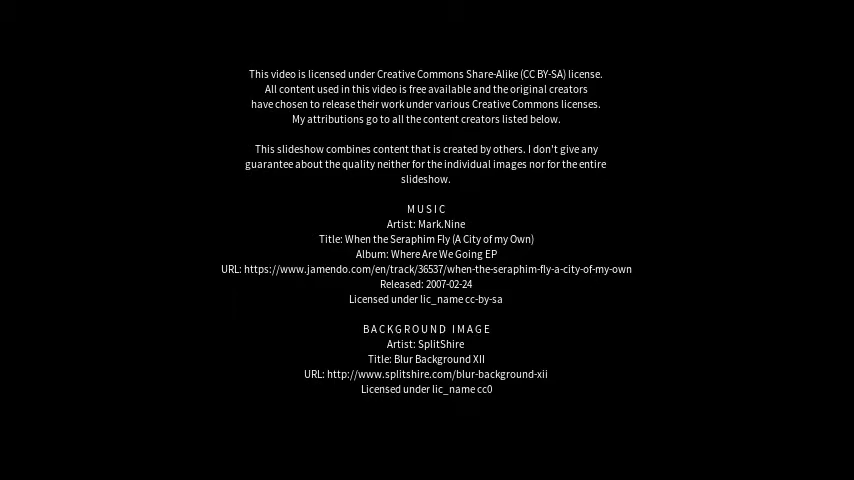 This video is licensed under Creative Commons Share-Alike (CC BY-SA) license.
All content used in this video is free available and the original creators
have chosen to release their work under various Creative Commons licenses.
My attributions go to all the content creators listed below.
This slideshow combines content that is created by others. I don't give any
guarantee about the quality neither for the individual images nor for the entire
slideshow.
MUSIC
Artist: Mark.Nine
Title: When the Seraphim Fly (A City of my Own)
Album: Where Are We Going EP
URL: https://www.jamendo.com/en/track/36537/when-the-seraphim-fly-a-city-of-my-own
Released: 2007-02-24
Licensed under lic_name cc-by-sa
BACKGROUND IMAGE
Artist: SplitShire
Title: Blur Background XII
URL: http://www.splitshire.com/blur-background-xii
Licensed under lic_name cc0